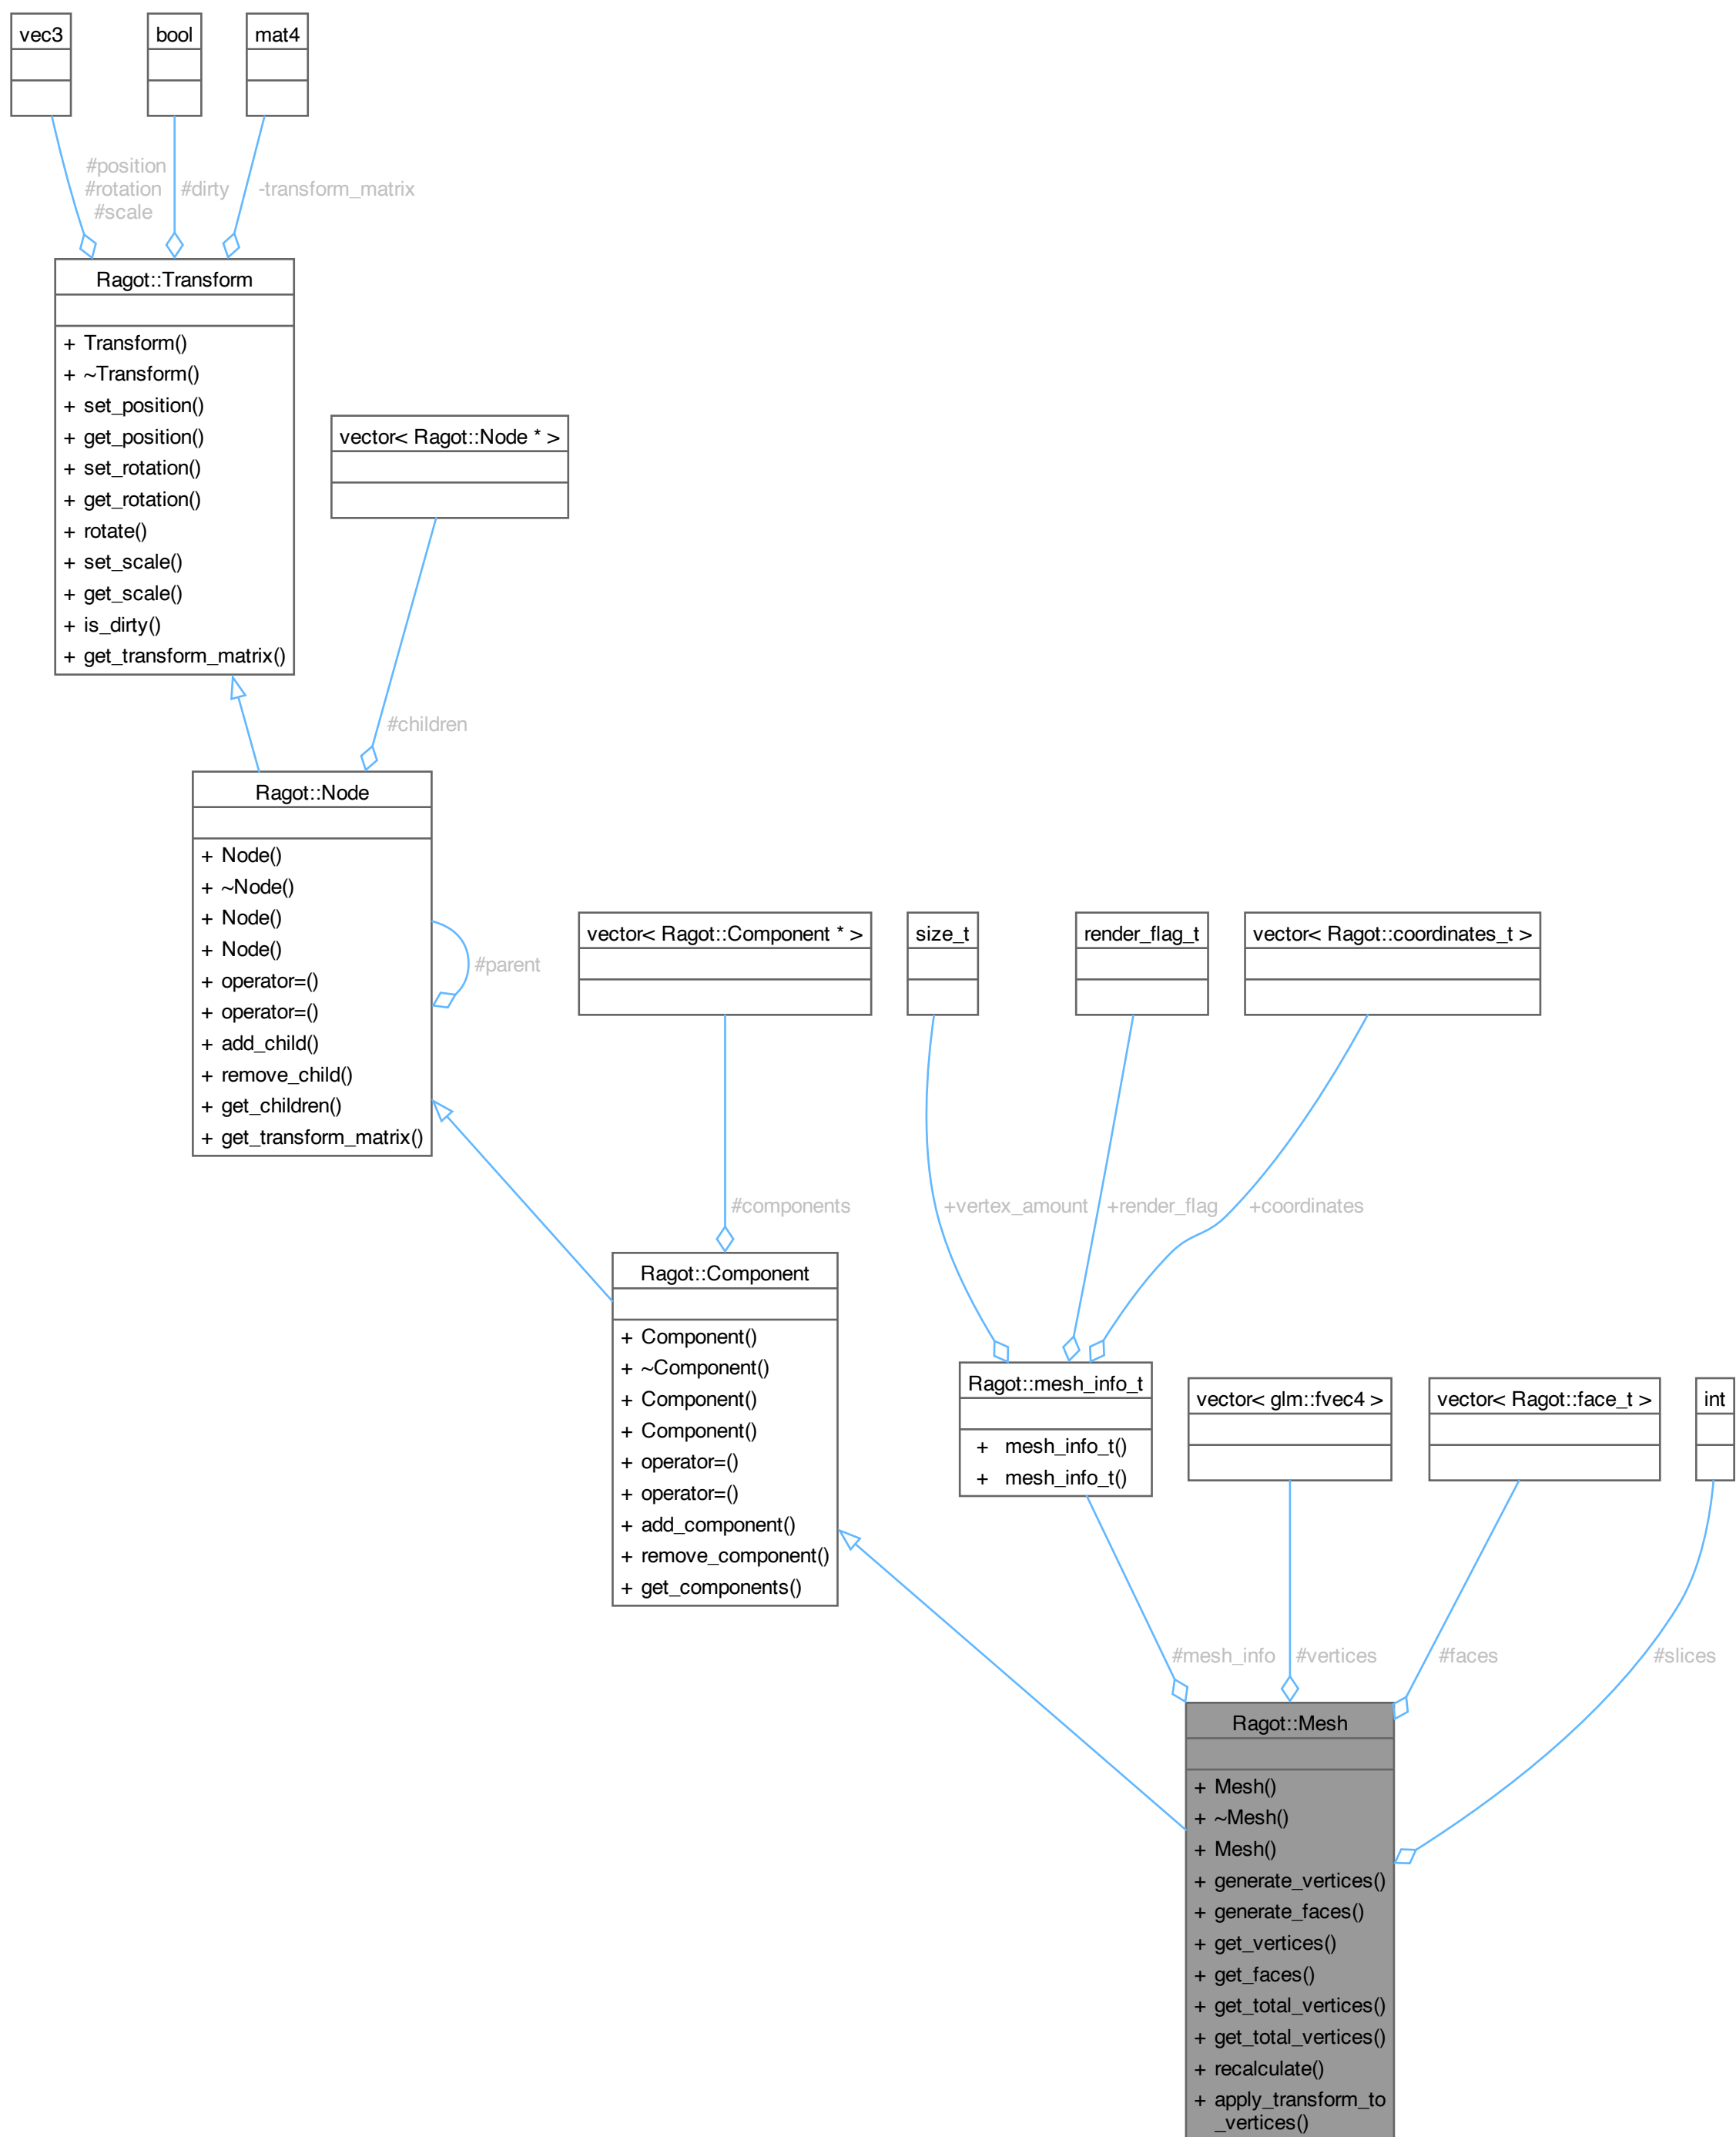 vec3
bool
mat4
#position
#rotation
#scale
#dirty
-transform_matrix
Ragot::Transform
+ Transform()
+ ~Transform()
+ set_position()
+ get_position()
+ set_rotation()
+ get_rotation()
+ rotate()
+ set_scale()
+ get_scale()
+ is_dirty()
+ get_transform_matrix()
vector< Ragot::Node * >
#children
Ragot::Node
+ Node()
+ ~Node()
+ Node()
+ Node()
+ operator=()
+ operator=()
+ add_child()
+ remove_child()
+ get_children()
+ get_transform_matrix()
#parent
vector< Ragot::Component * >
size_t
render_flag_t
vector< Ragot::coordinates_t >
#components
+vertex_amount
+render_flag
+coordinates
Ragot::Component
+ Component()
+ ~Component()
+ Component()
+ Component()
+ operator=()
+ operator=()
+ add_component()
+ remove_component()
+ get_components()
Ragot::mesh_info_t
+ mesh_info_t()
+ mesh_info_t()
vector< glm::fvec4 >
vector< Ragot::face_t >
int
#mesh_info
#vertices
#faces
#slices
Ragot::Mesh
+ Mesh()
+ ~Mesh()
+ Mesh()
+ generate_vertices()
+ generate_faces()
+ get_vertices()
+ get_faces()
+ get_total_vertices()
+ get_total_vertices()
+ recalculate()
+ apply_transform_to
_vertices()